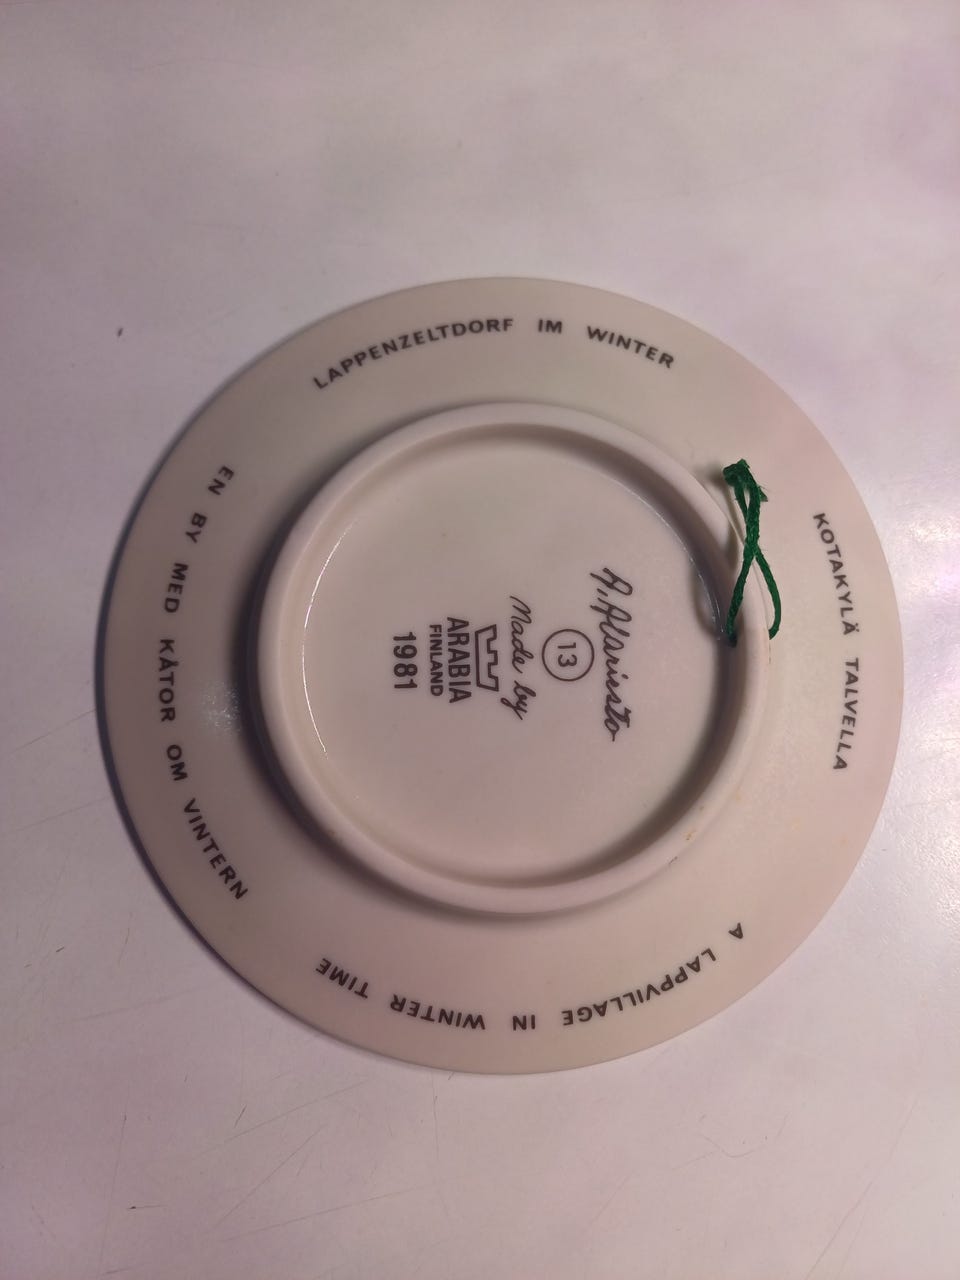 KOTAKYLÄ TALVELLA
A LAPPVILLAGE IN WINTER TIME
EN BY MED KÅTOR OM VINTERN
LAPPENZELTDORF IM WINTER
A. Alariesto
13
Made by
ARABIA
FINLAND
1981